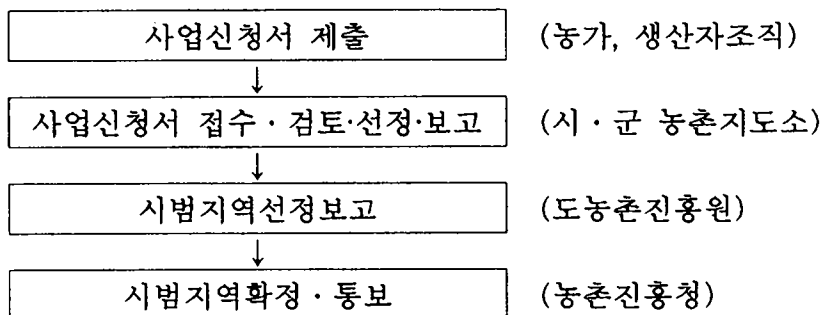 사업신청서 제출 (농가, 생산자조직)
↓
사업신청서 접수·검토·선정·보고 (시·군 농촌지도소)
↓
시범지역선정보고 (도농촌진흥원)
↓
시범지역확정·통보 (농촌진흥청)